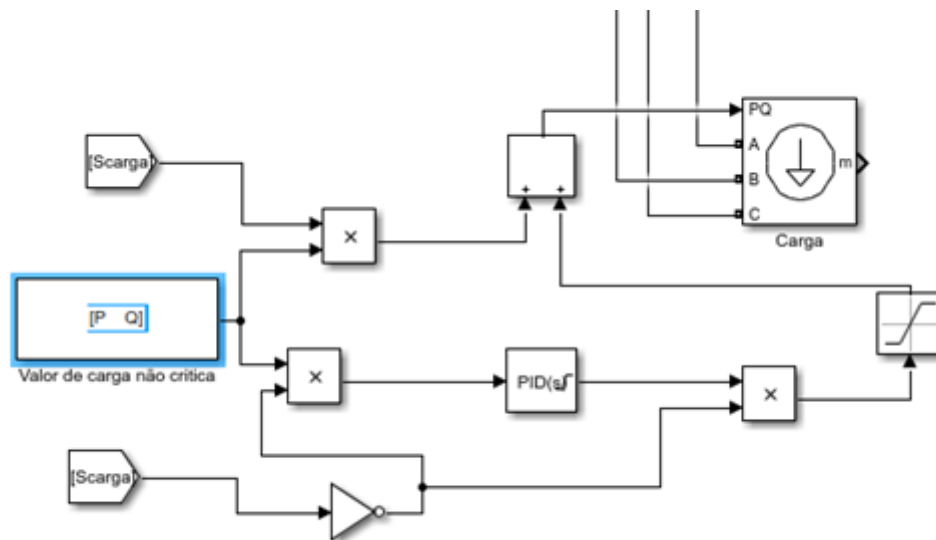 PQ
[Scarga]
A
m
B
+ +
×
C
Carga
[P Q]
×
PID(s)
×
Valor de carga não critica
[Scarga]